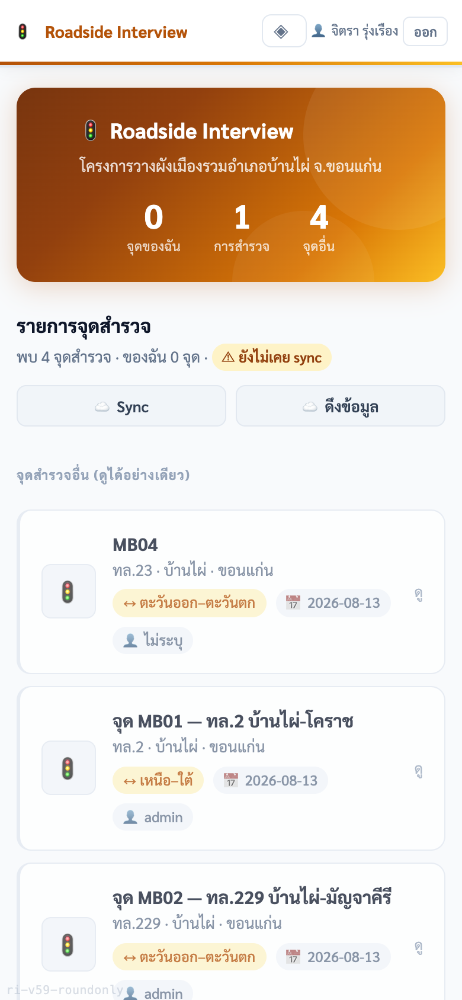 Roadside Interview
จิตรา รุ่งเรือง
ออก
Roadside Interview
โครงการวางผังเมืองรวมอำเภอบ้านไผ่ จ.ขอนแก่น
0 1 4
จุดของฉัน การสำรวจ จุดอื่น
รายการจุดสำรวจ
พบ 4 จุดสำรวจ · ของฉัน 0 จุด · ⚠ ยังไม่เคย sync
Sync ดึงข้อมูล
จุดสำรวจอื่น (ดูได้อย่างเดียว)
MB04
ทล.23 · บ้านไผ่ · ขอนแก่น
↔ ตะวันออก–ตะวันตก 17 2026-08-13 ดู
ไม่ระบุ
จุด MB01 — ทล.2 บ้านไผ่-โคราช
ทล.2 · บ้านไผ่ · ขอนแก่น
↔ เหนือ–ใต้ 17 2026-08-13 ดู
admin
จุด MB02 — ทล.229 บ้านไผ่-มัญจาคีรี
ทล.229 · บ้านไผ่ · ขอนแก่น
↔ ตะวันออก–ตะวันตก 17 2026-08-13 ดู
ri-v59-roundonly admin